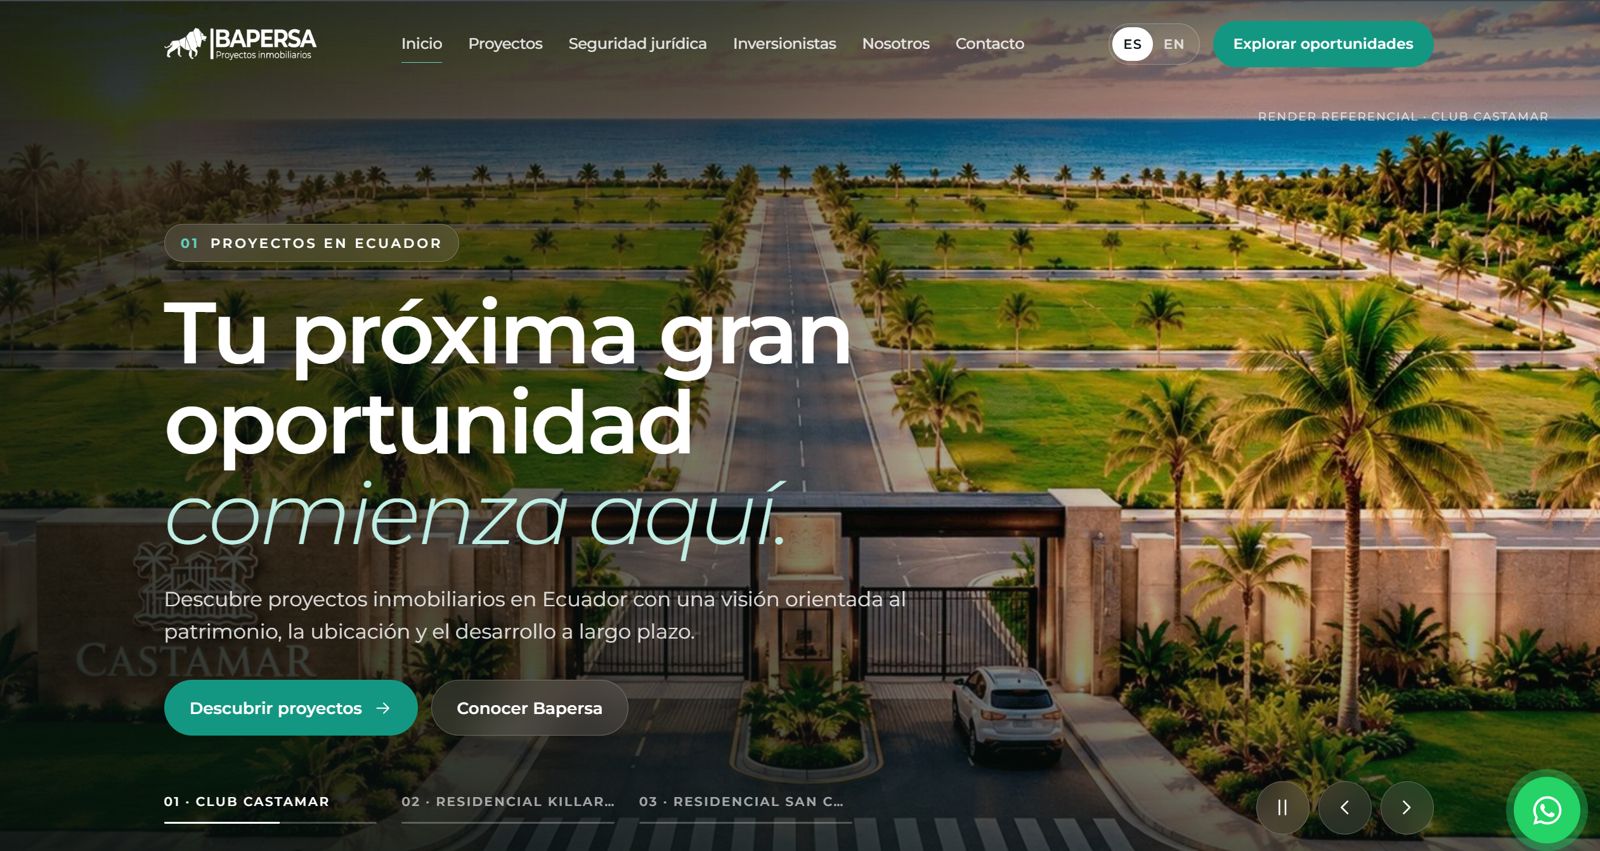 BAPERSA
Proyectos inmobiliarios
Inicio
Proyectos
Seguridad jurídica
Inversionistas
Nosotros
Contacto
ES
EN
Explorar oportunidades
RENDER REFERENCIAL · CLUB CASTAMAR
01 PROYECTOS EN ECUADOR
Tu próxima gran
oportunidad
comienza aquí.
Descubre proyectos inmobiliarios en Ecuador con una visión orientada al
patrimonio, la ubicación y el desarrollo a largo plazo.
CASTAMAR
Descubrir proyectos →
Conocer Bapersa
01 · CLUB CASTAMAR
02 · RESIDENCIAL KILLAR...
03 · RESIDENCIAL SAN C...